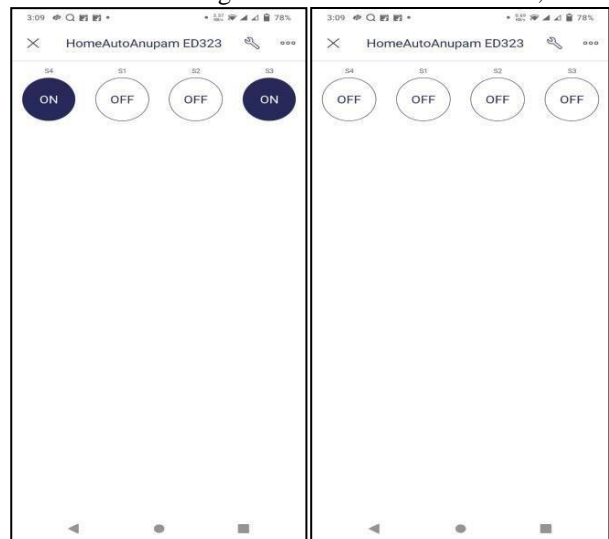 3:09
78%
HomeAutoAnupam ED323
S4 S1 S2 S3
ON OFF OFF ON
3:09
78%
HomeAutoAnupam ED323
S4 S1 S2 S3
OFF OFF OFF OFF